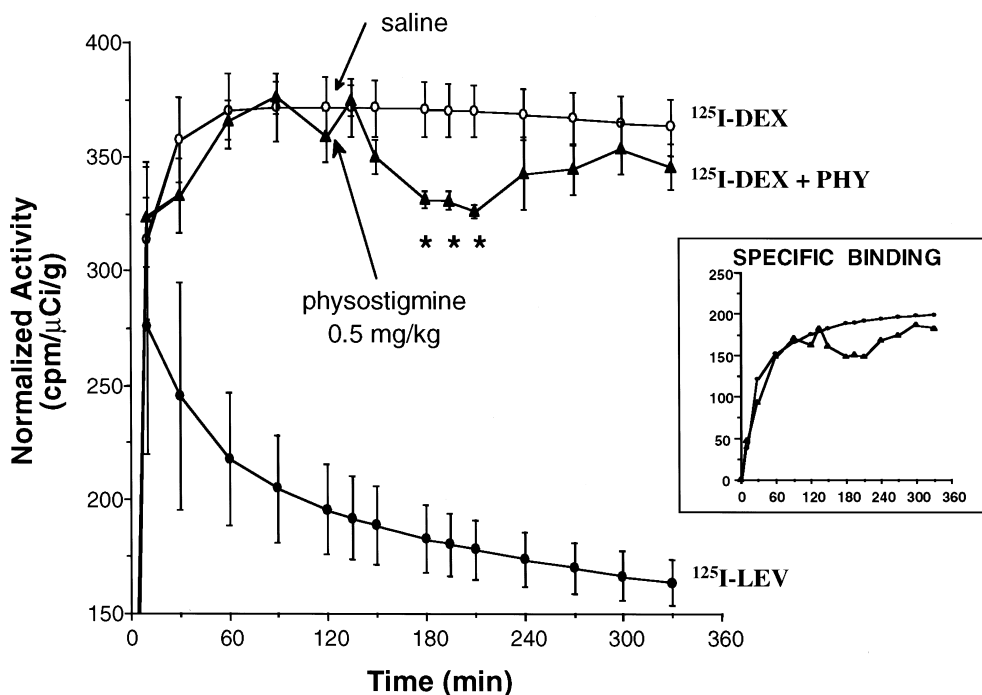 saline
400
350
300
250
200
150
Normalized Activity
(cpm/µCi/g)
¹²⁵I-DEX
¹²⁵I-DEX + PHY
* * *
physostigmine
0.5 mg/kg
¹²⁵I-LEV
0 60 120 180 240 300 360
Time (min)
SPECIFIC BINDING
250
200
150
100
50
0
0 60 120 180 240 300 360